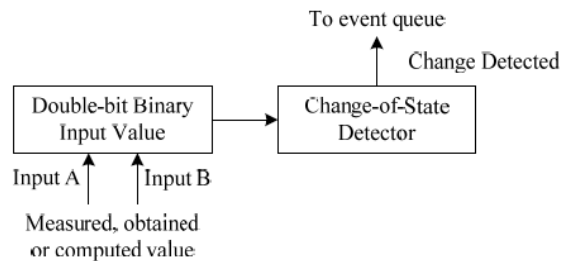 To event queue
Change Detected
Double-bit Binary
Input Value
Change-of-State
Detector
Input A
Input B
Measured, obtained
or computed value